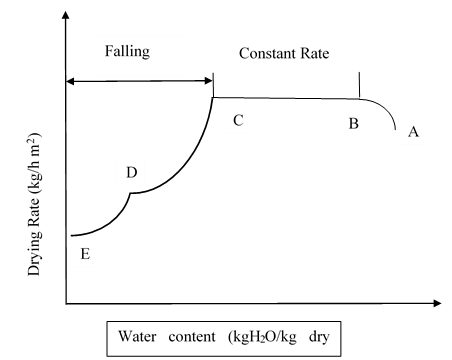 Falling
Constant Rate
C
B
A
D
E
Drying Rate (kg/h m²)
Water content (kgH₂O/kg dry